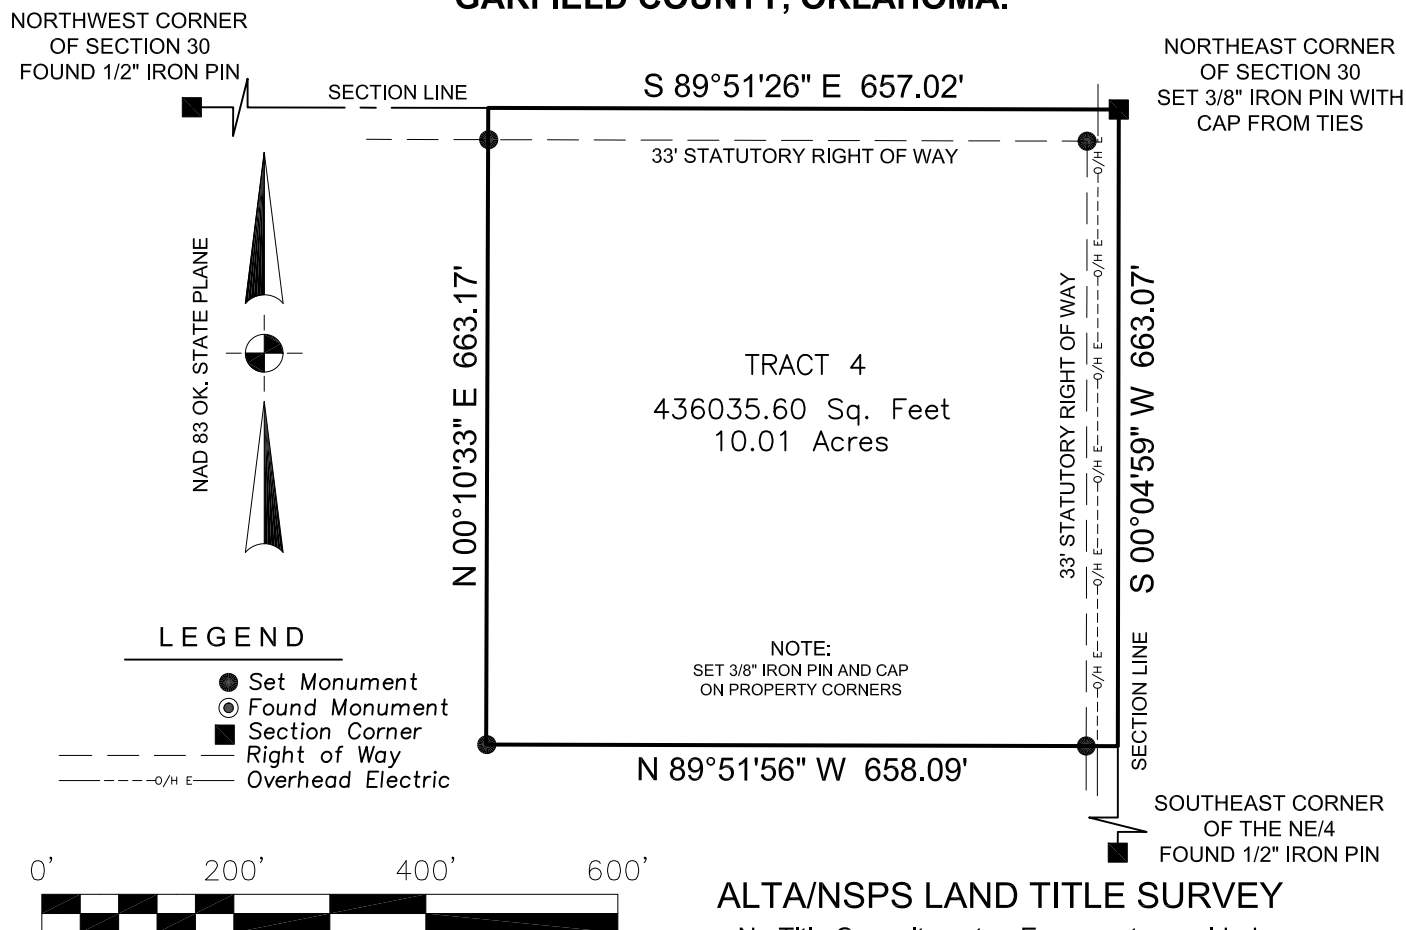 GARFIELD COUNTY, OKLAHOMA.
NORTHWEST CORNER
OF SECTION 30
FOUND 1/2" IRON PIN
SECTION LINE
S 89°51'26" E 657.02'
NORTHEAST CORNER
OF SECTION 30
SET 3/8" IRON PIN WITH
CAP FROM TIES
33' STATUTORY RIGHT OF WAY
NAD 83 OK. STATE PLANE
N 00°10'33" E 663.17'
TRACT 4
436035.60 Sq. Feet
10.01 Acres
33' STATUTORY RIGHT OF WAY
O/H E
O/H E
O/H E
O/H E
O/H E
O/H E
S 00°04'59" W 663.07'
SECTION LINE
NOTE:
SET 3/8" IRON PIN AND CAP
ON PROPERTY CORNERS
LEGEND
Set Monument
Found Monument
Section Corner
Right of Way
O/H E Overhead Electric
N 89°51'56" W 658.09'
SOUTHEAST CORNER
OF THE NE/4
FOUND 1/2" IRON PIN
0' 200' 400' 600'
ALTA/NSPS LAND TITLE SURVEY